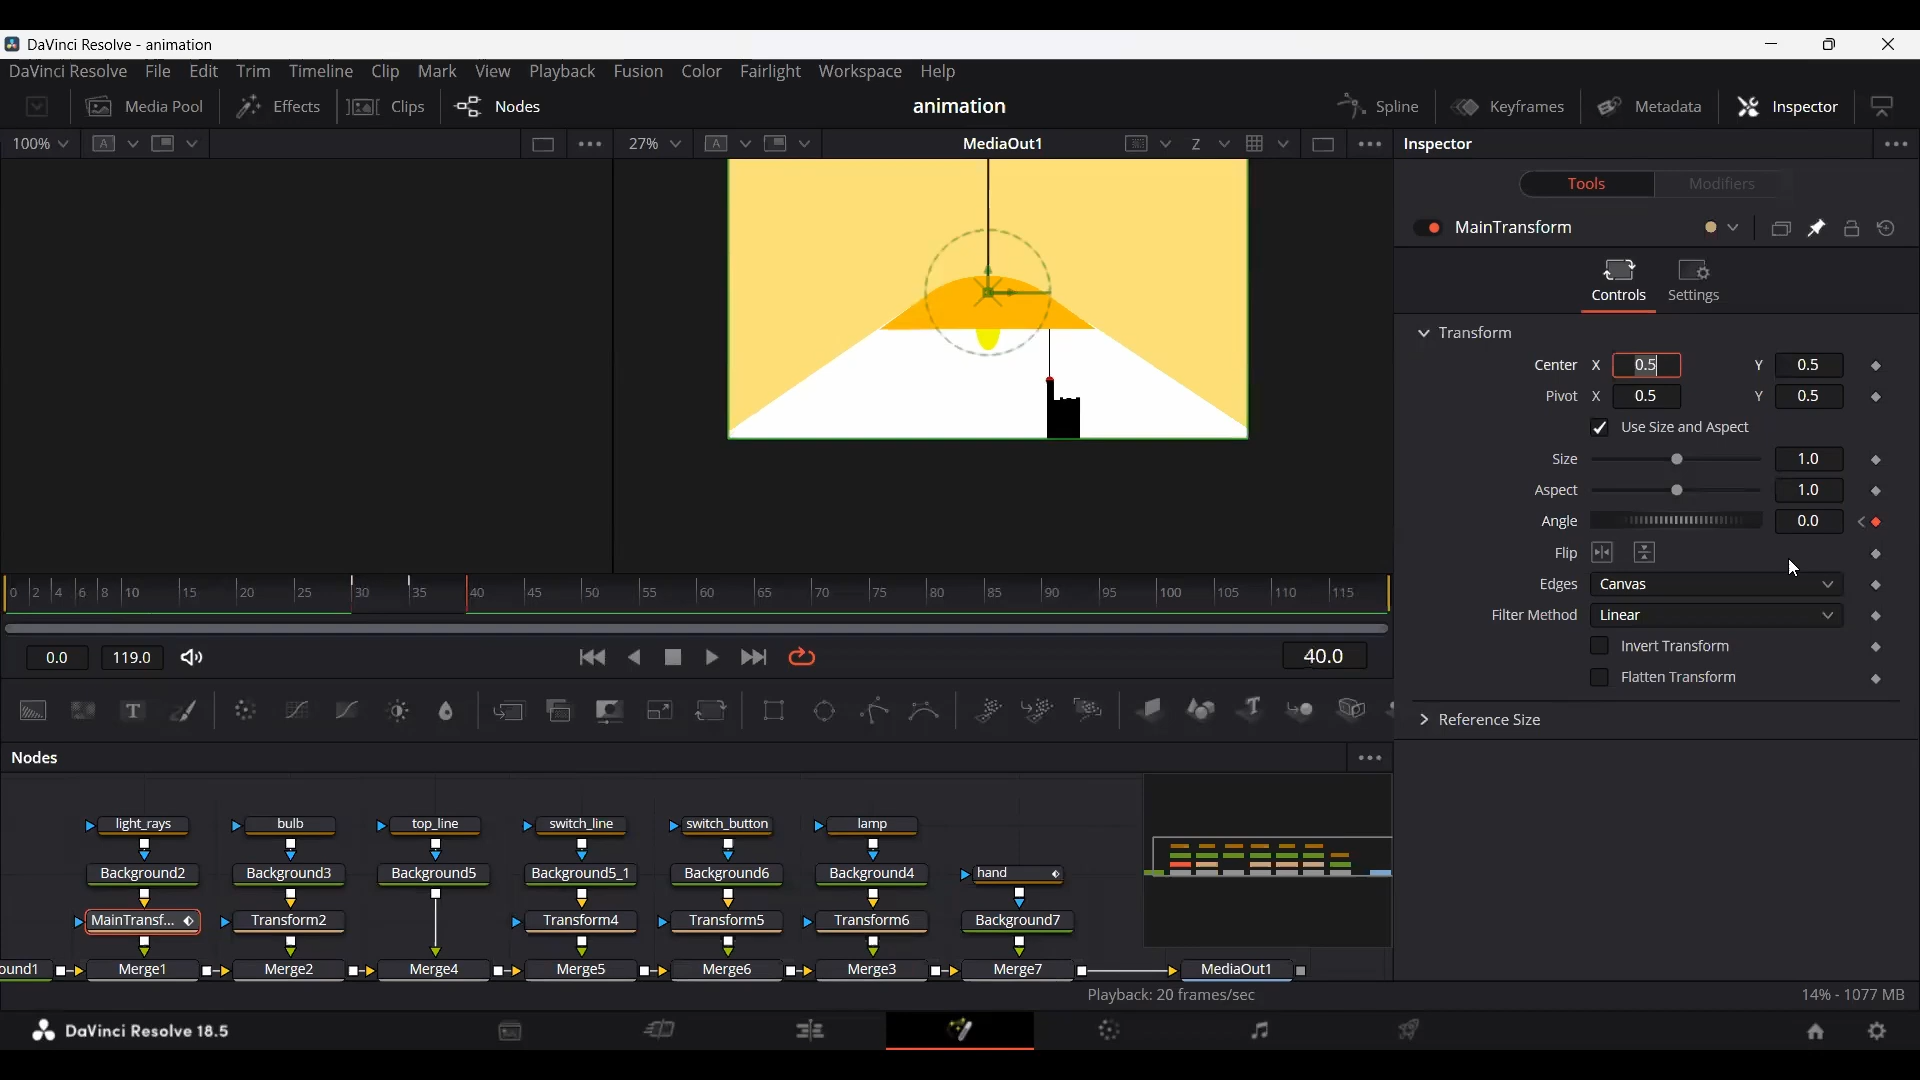 DaVinci Resolve - animation
DaVinci Resolve File Edit Trim Timeline Clip Mark View Playback Fusion Color Fairlight Workspace Help
Media Pool Effects Clips Nodes animation Spline Keyframes Metadata Inspector
100% A 27% A MediaOut1 Z Inspector
Tools Modifiers
MainTransform
Controls Settings
Transform
Center X 0.5 Y 0.5
Pivot X 0.5 Y 0.5
Use Size and Aspect
Size 1.0
Aspect 1.0
Angle 0.0
Flip
Edges Canvas
Filter Method Linear
Invert Transform
Flatten Transform
Reference Size
0 2 4 6 8 10 15 20 25 30 35 40 45 50 55 60 65 70 75 80 85 90 95 100 105 110 115
0.0 119.0 40.0
T T
Nodes
light_rays bulb top_line switch_line switch_button lamp
Background2 Background3 Background5 Background5_1 Background6 Background4 hand
MainTransf... Transform2 Transform4 Transform5 Transform6 Background7
ound1 Merge1 Merge2 Merge4 Merge5 Merge6 Merge3 Merge7 MediaOut1
Playback: 20 frames/sec 14% - 1077 MB
DaVinci Resolve 18.5